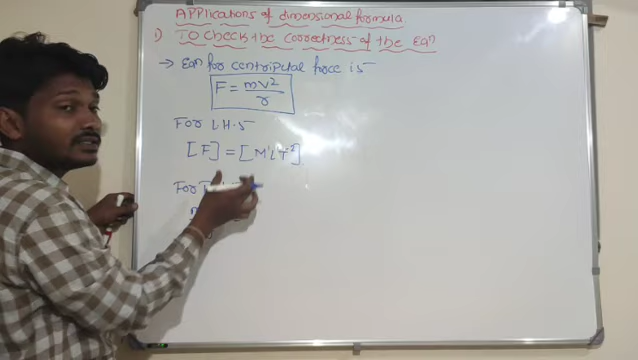 Applications of dimensional formula
1) To check the correctness of the Eqn
→ Eqn for centripetal force is
F = mv²/r
For L.H.S
[F] = [M¹L¹T⁻²]
For